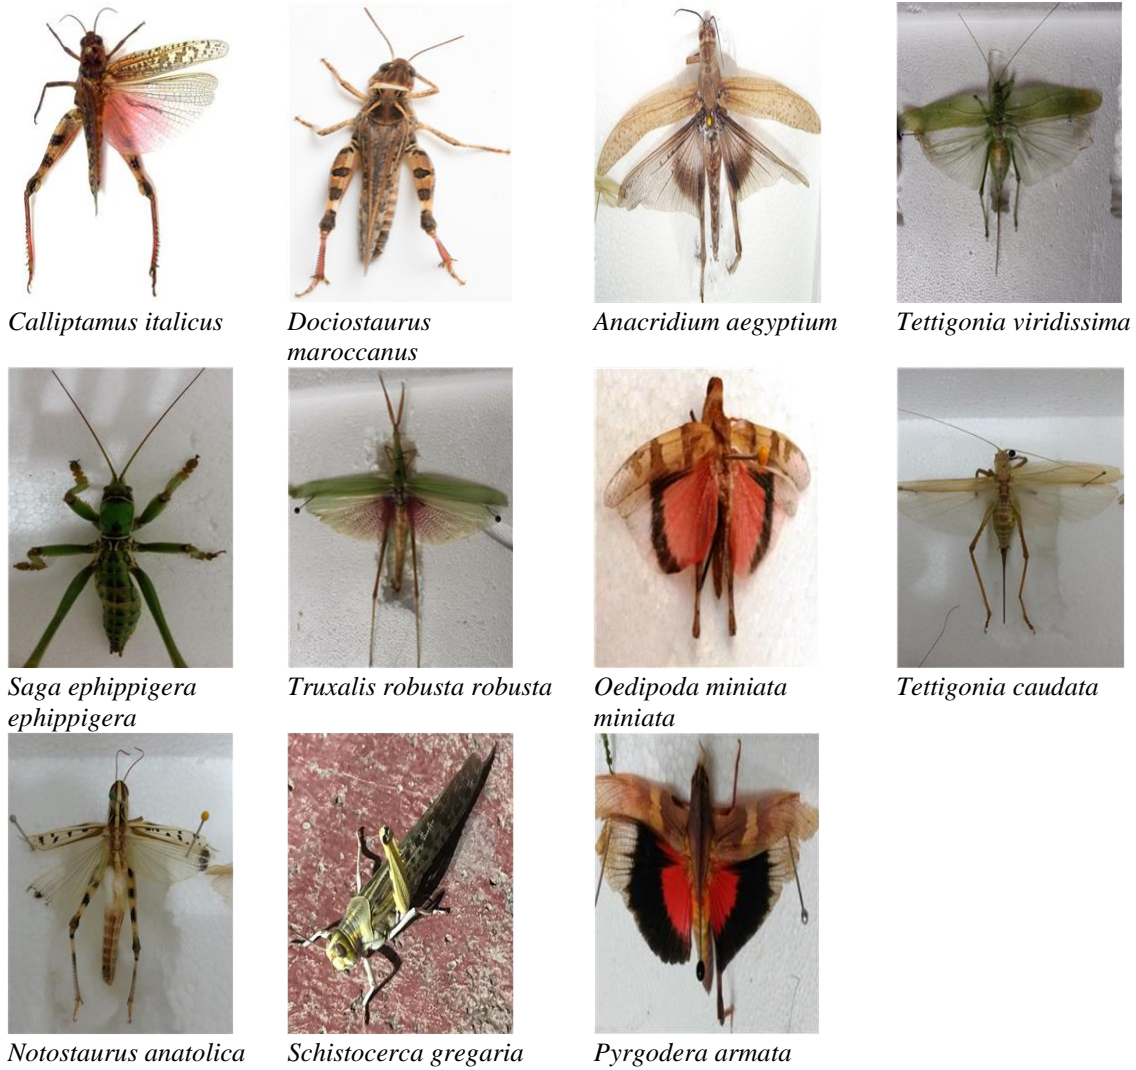 Calliptamus italicus
Dociostaurus
maroccanus
Anacridium aegyptium
Tettigonia viridissima
Saga ephippigera
ephippigera
Truxalis robusta robusta
Oedipoda miniata
miniata
Tettigonia caudata
Notostaurus anatolica
Schistocerca gregaria
Pyrgodera armata